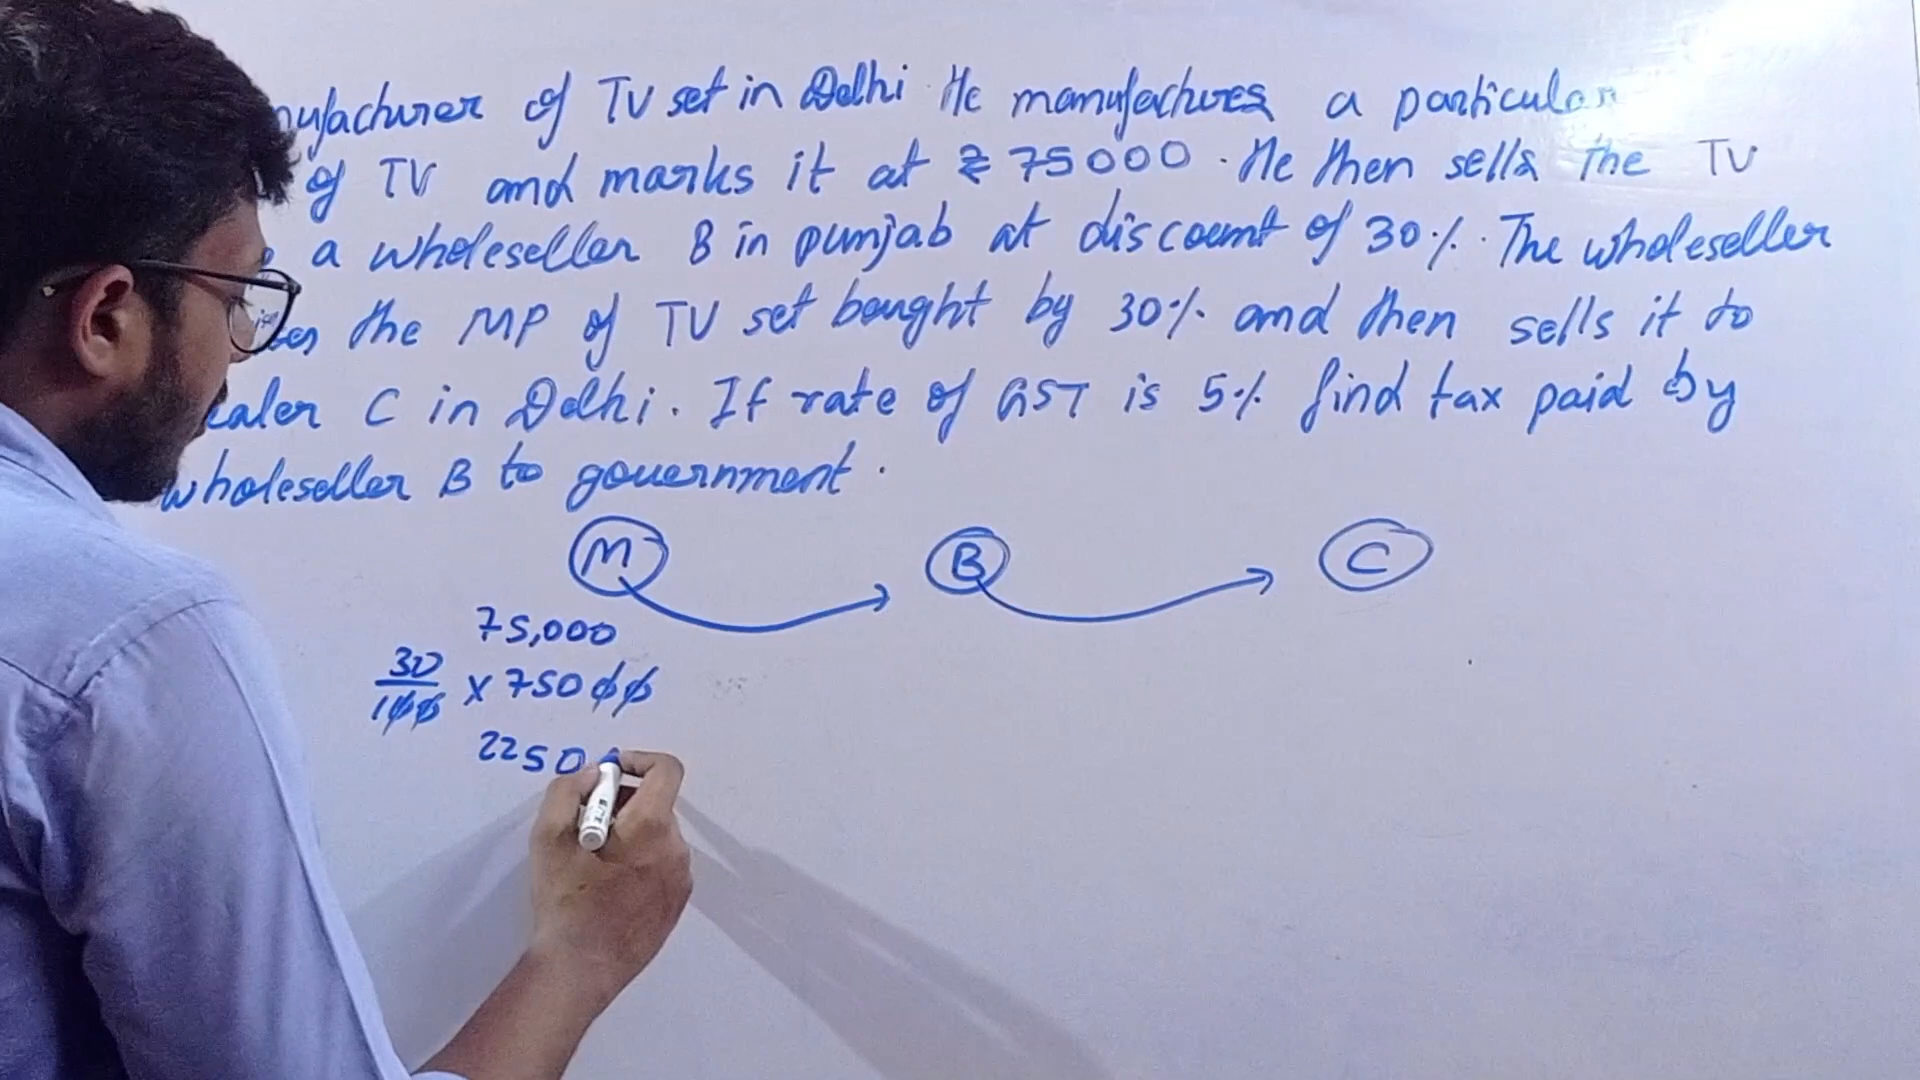 nufacturer of TV set in Delhi He manufactures a particular
of TV and marks it at ₹ 75000 . He then sells the TV
a wholeseller B in punjab at discount of 30% . The wholeseller
the MP of TV set bought by 30% and then sells it to
ealer C in Delhi . If rate of GST is 5% find tax paid by
wholeseller B to government .
M B C
75,000
30/100 x 75000
2250